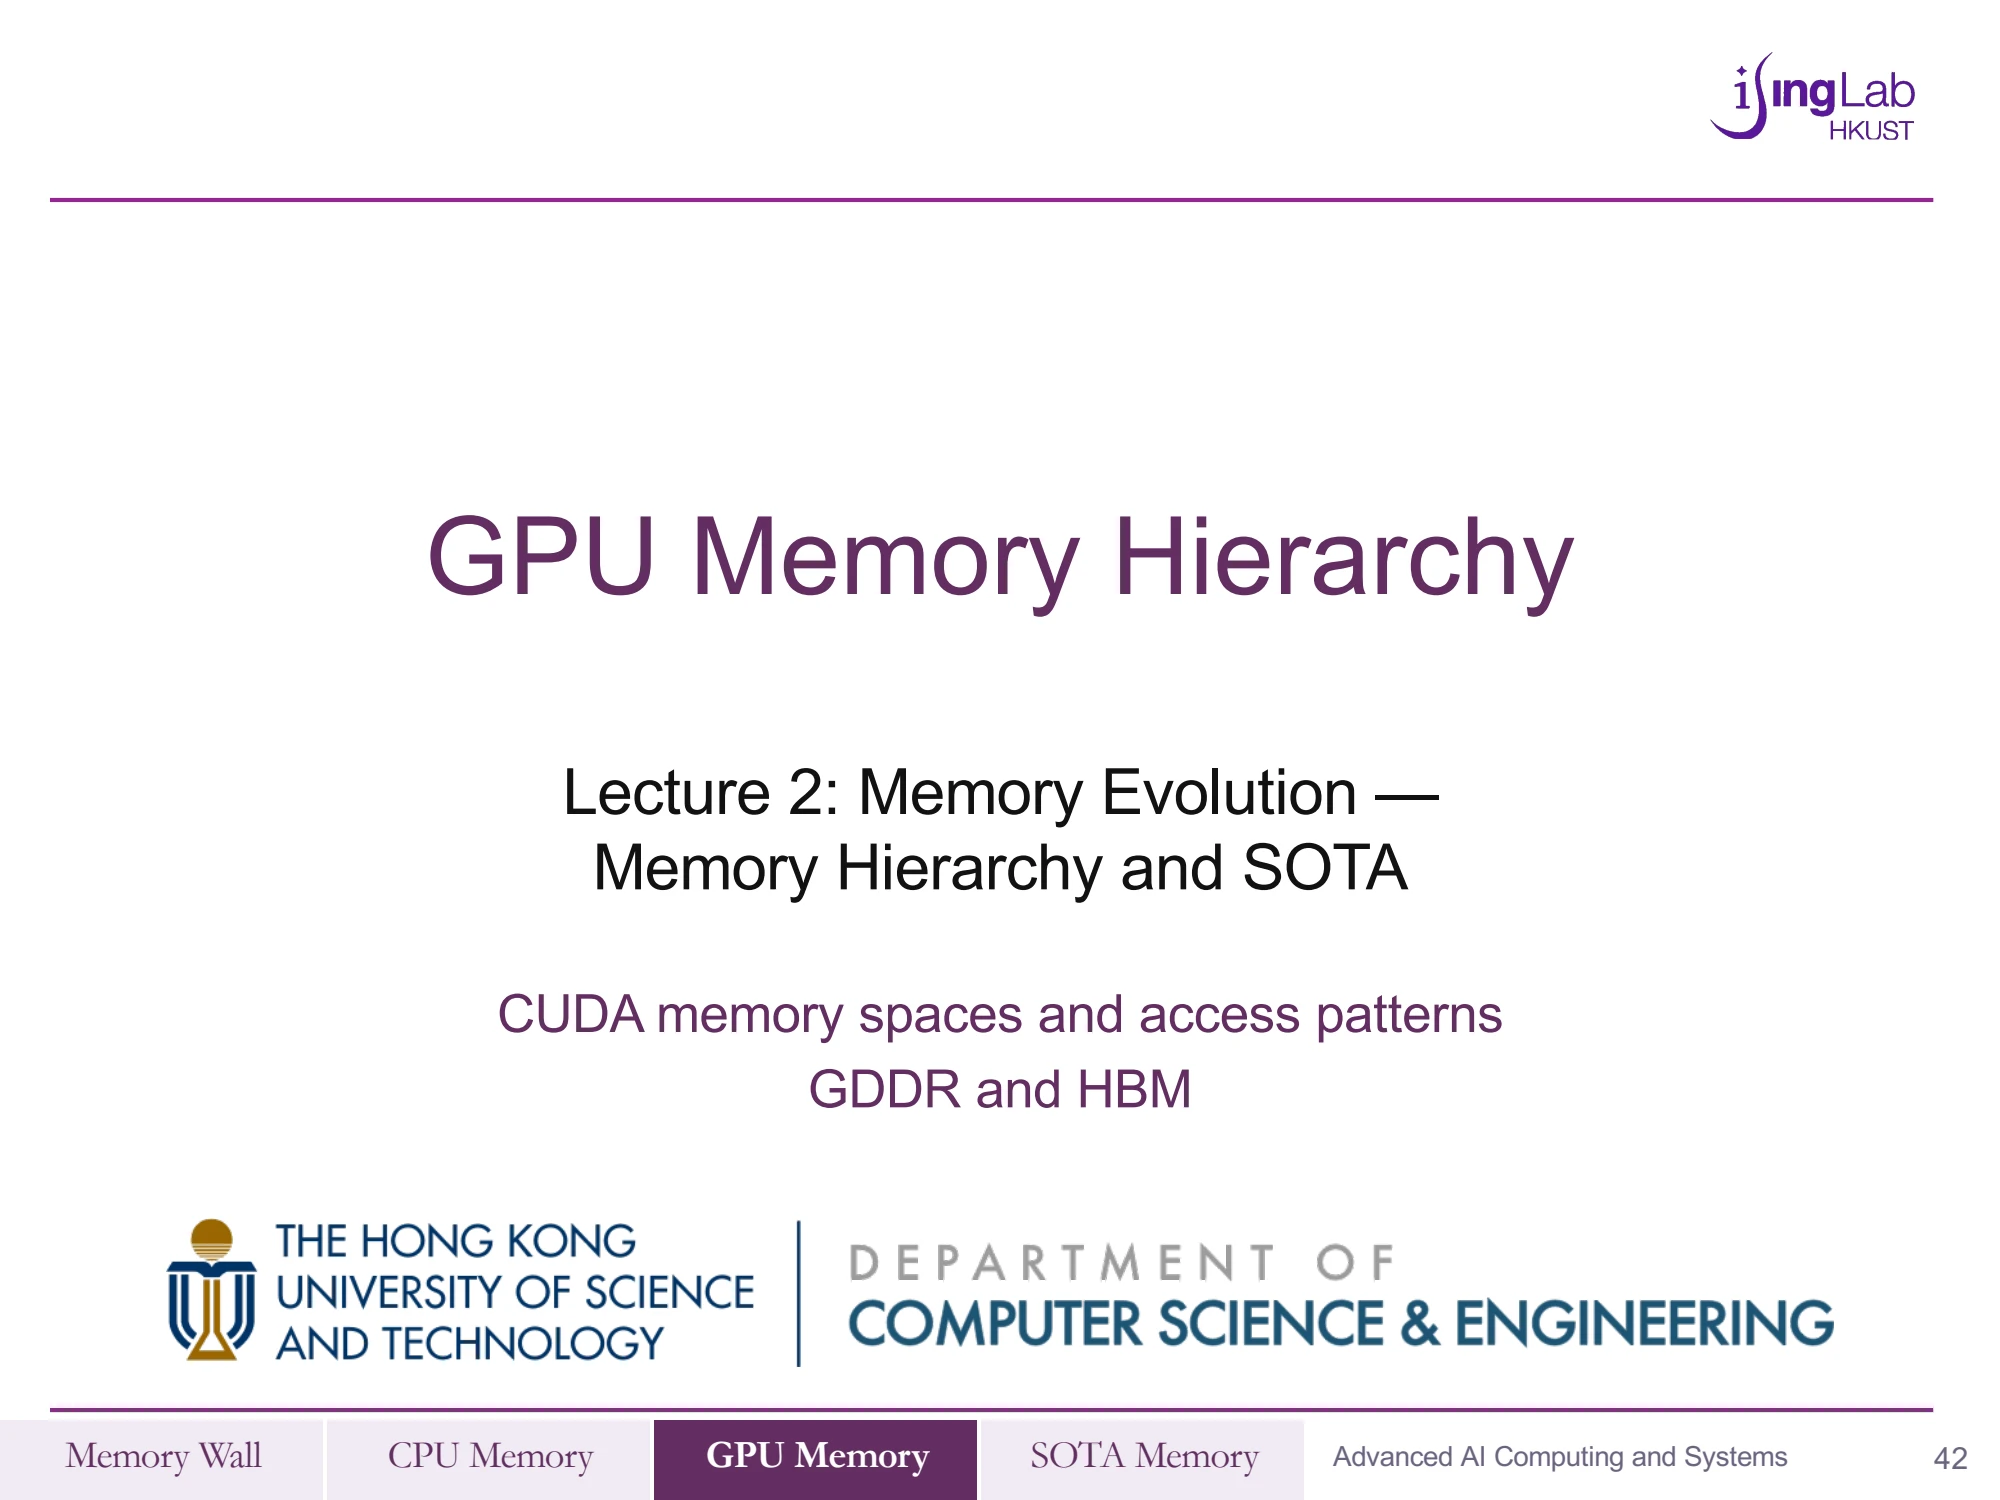 iSingLab
HKUST
GPU Memory Hierarchy
Lecture 2: Memory Evolution —
Memory Hierarchy and SOTA
CUDA memory spaces and access patterns
GDDR and HBM
THE HONG KONG
UNIVERSITY OF SCIENCE
AND TECHNOLOGY
DEPARTMENT OF
COMPUTER SCIENCE & ENGINEERING
Memory Wall
CPU Memory
GPU Memory
SOTA Memory
Advanced AI Computing and Systems
42